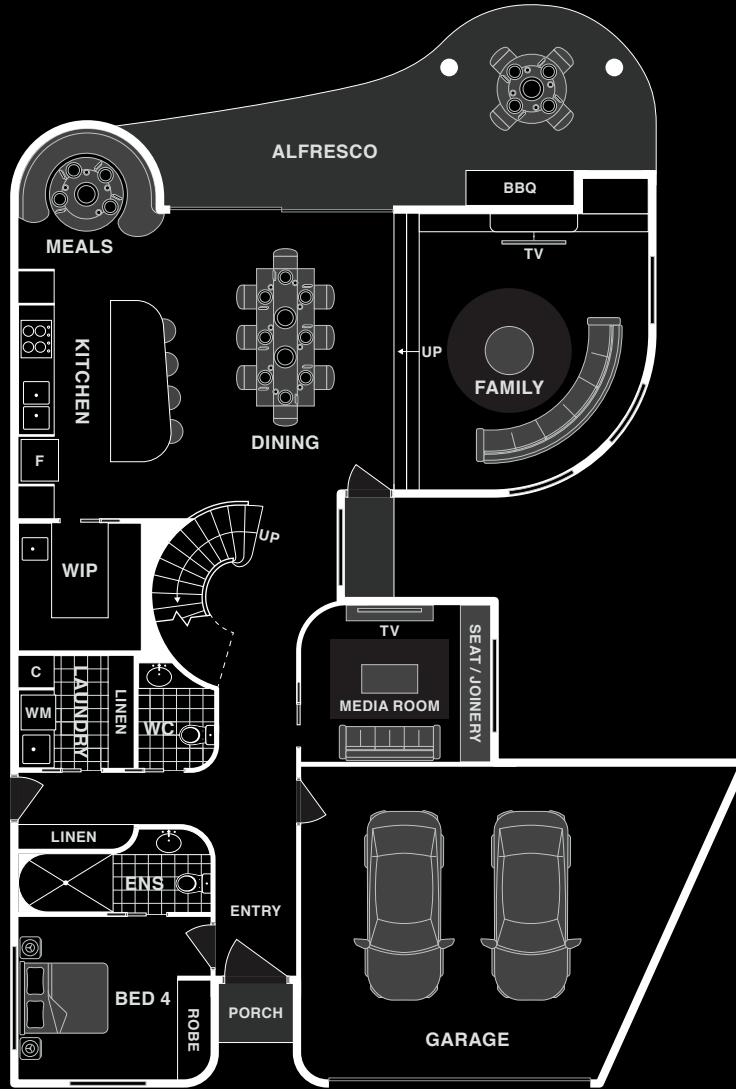 ALFRESCO
BBQ
MEALS
TV
KITCHEN
UP
FAMILY
DINING
F
UP
WIP
TV
SEAT / JOINERY
C
LAUNDRY
LINEN
MEDIA ROOM
WM
WC
LINEN
ENS
ENTRY
BED 4
ROBE
PORCH
GARAGE